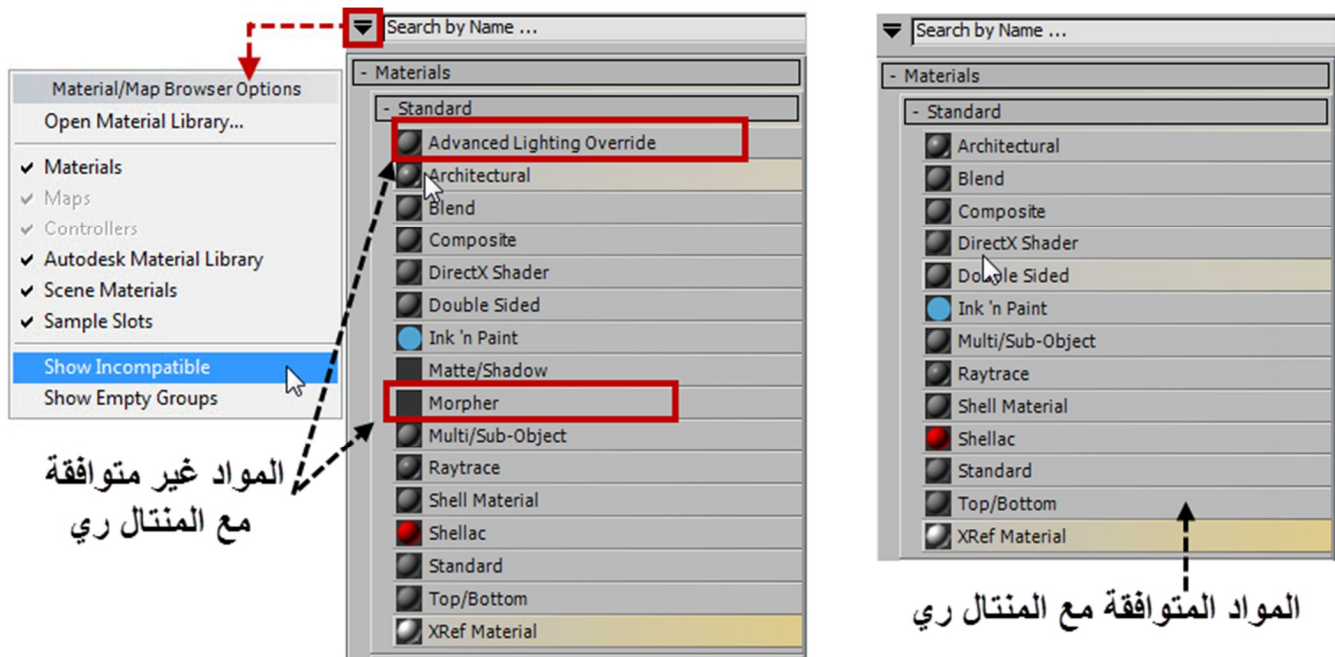 Material/Map Browser Options
Open Material Library...
Materials
Maps
Controllers
Autodesk Material Library
Scene Materials
Sample Slots
Show Incompatible
Show Empty Groups
المواد غير متوافقة
مع المنتال ري
Search by Name ...
- Materials
- Standard
Advanced Lighting Override
Architectural
Blend
Composite
DirectX Shader
Double Sided
Ink 'n Paint
Matte/Shadow
Morpher
Multi/Sub-Object
Raytrace
Shell Material
Shellac
Standard
Top/Bottom
XRef Material
Search by Name ...
- Materials
- Standard
Architectural
Blend
Composite
DirectX Shader
Double Sided
Ink 'n Paint
Multi/Sub-Object
Raytrace
Shell Material
Shellac
Standard
Top/Bottom
XRef Material
المواد المتوافقة مع المنتال ري